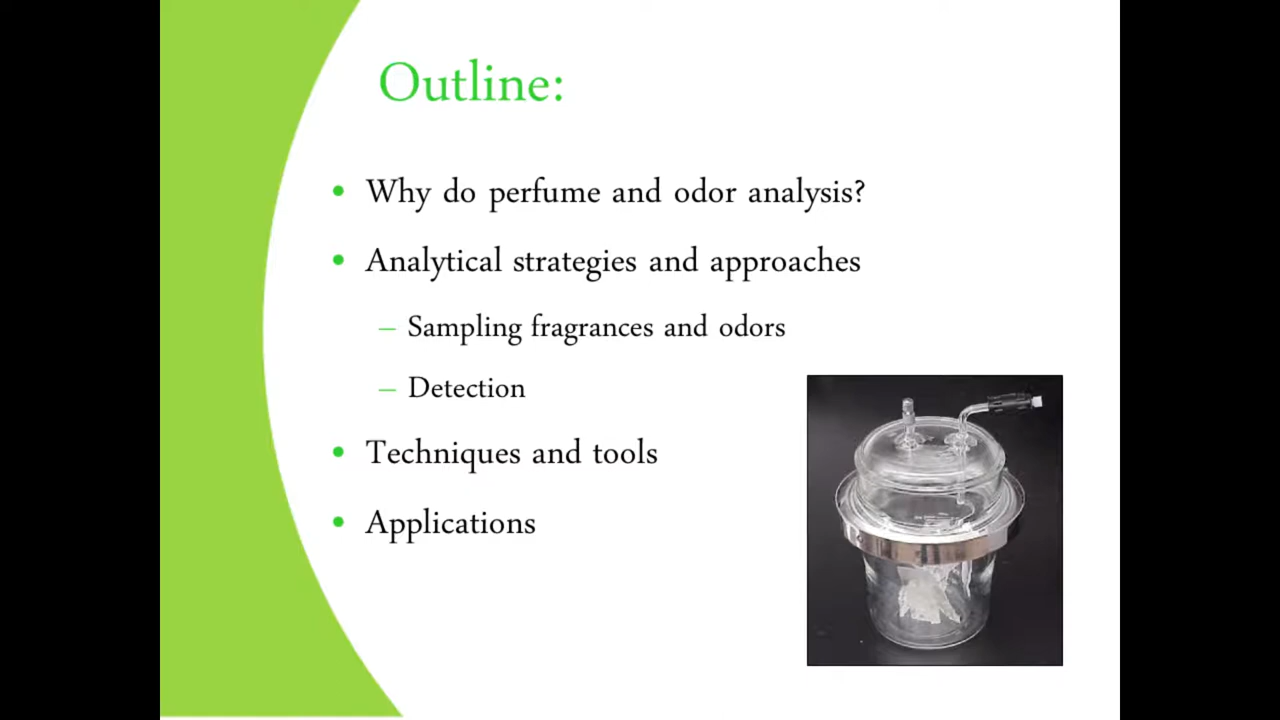 Outline:
• Why do perfume and odor analysis?
• Analytical strategies and approaches
– Sampling fragrances and odors
– Detection
• Techniques and tools
• Applications